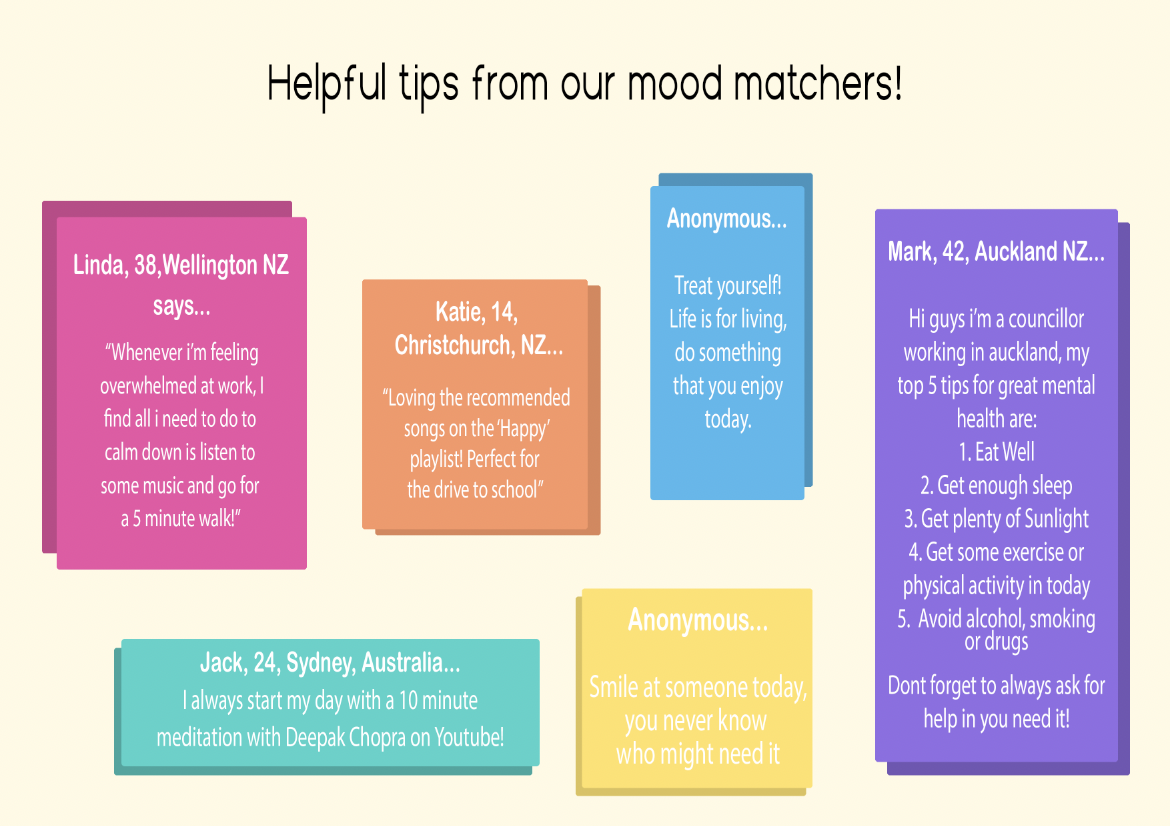 Helpful tips from our mood matchers!
Linda, 38,Wellington NZ
says...
“Whenever i’m feeling
overwhelmed at work, I
find all i need to do to
calm down is listen to
some music and go for
a 5 minute walk!”
Katie, 14,
Christchurch, NZ...
“Loving the recommended
songs on the ‘Happy’
playlist! Perfect for
the drive to school”
Anonymous...
Treat yourself!
Life is for living,
do something
that you enjoy
today.
Mark, 42, Auckland NZ...
Hi guys i’m a councillor
working in auckland, my
top 5 tips for great mental
health are:
1. Eat Well
2. Get enough sleep
3. Get plenty of Sunlight
4. Get some exercise or
physical activity in today
5. Avoid alcohol, smoking
or drugs
Dont forget to always ask for
help in you need it!
Jack, 24, Sydney, Australia...
I always start my day with a 10 minute
meditation with Deepak Chopra on Youtube!
Anonymous...
Smile at someone today,
you never know
who might need it